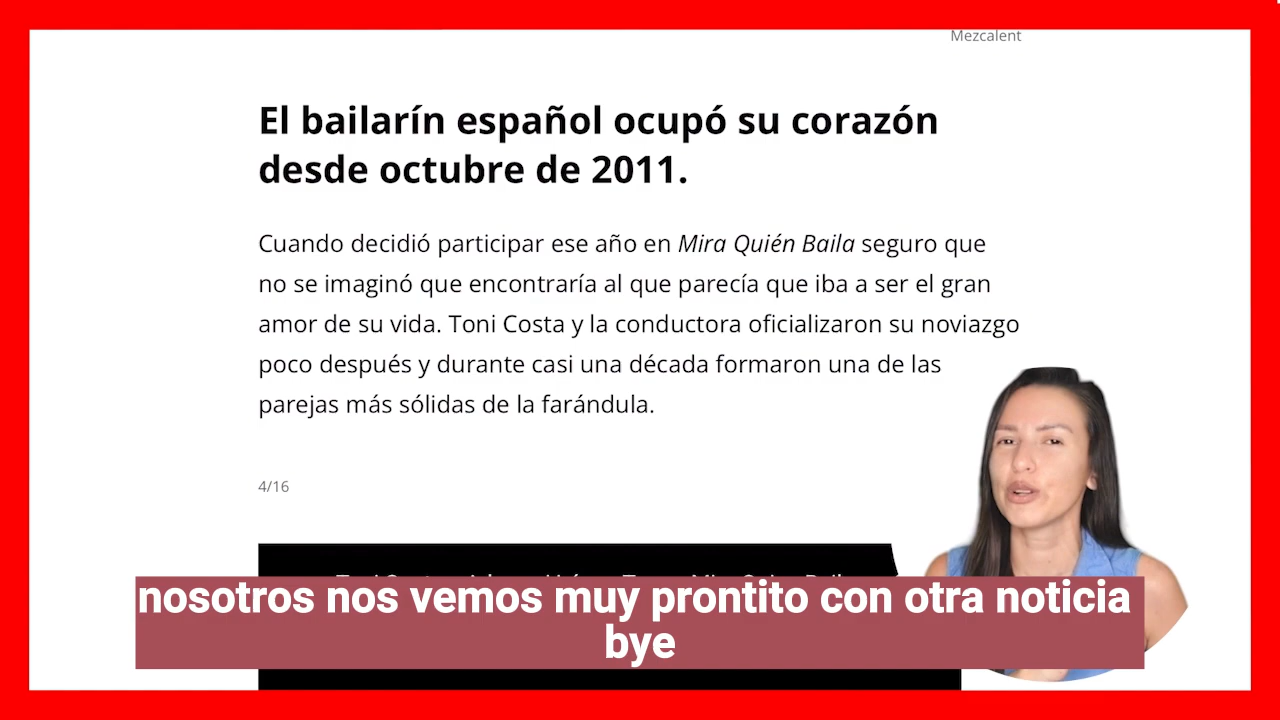 Mezcalent
El bailarín español ocupó su corazón
desde octubre de 2011.
Cuando decidió participar ese año en Mira Quién Baila seguro que
no se imaginó que encontraría al que parecía que iba a ser el gran
amor de su vida. Toni Costa y la conductora oficializaron su noviazgo
poco después y durante casi una década formaron una de las
parejas más sólidas de la farándula.
4/16
nosotros nos vemos muy prontito con otra noticia
bye